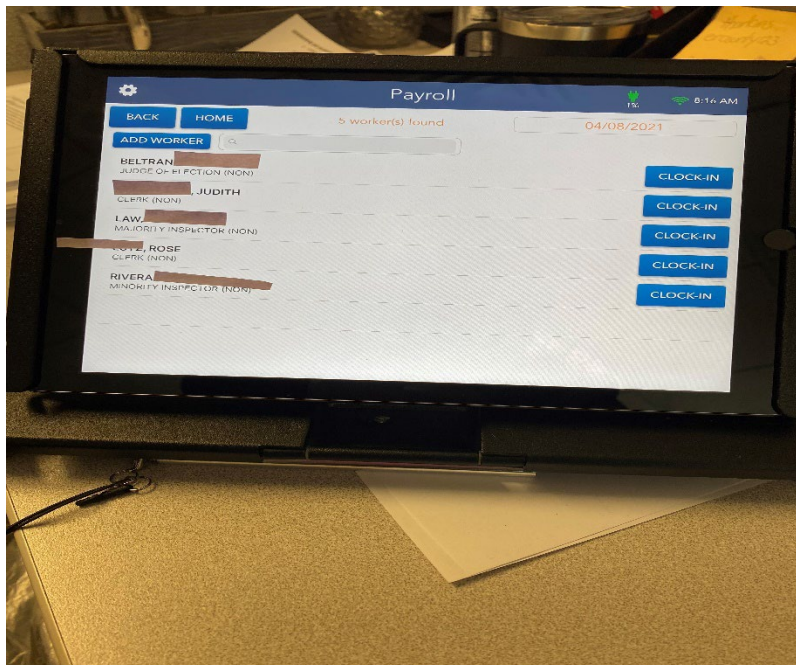 Payroll
8:16 AM
BACK HOME 5 worker(s) found 04/08/2021
ADD WORKER
BELTRAN
JUDGE OF ELECTION (NON) CLOCK-IN
, JUDITH
CLERK (NON) CLOCK-IN
LAW,
MAJORITY INSPECTOR (NON) CLOCK-IN
, ROSE
CLERK (NON) CLOCK-IN
RIVERA
MINORITY INSPECTOR (NON) CLOCK-IN